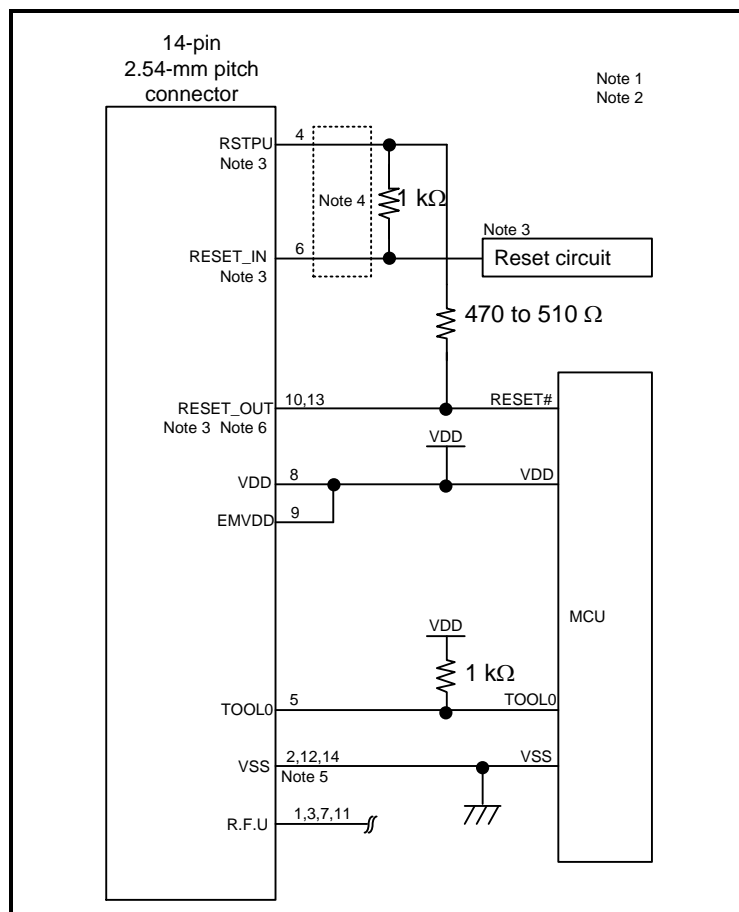 14-pin
2.54-mm pitch
connector
Note 1
Note 2
RSTPU
4
Note 3
Note 4
1 kΩ
RESET_IN
6
Note 3
Note 3
Reset circuit
470 to 510 Ω
RESET_OUT
10,13
RESET#
Note 3 Note 6
VDD
VDD
8
VDD
EMVDD
9
MCU
VDD
1 kΩ
TOOL0
5
TOOL0
VSS
2,12,14
VSS
Note 5
R.F.U
1,3,7,11